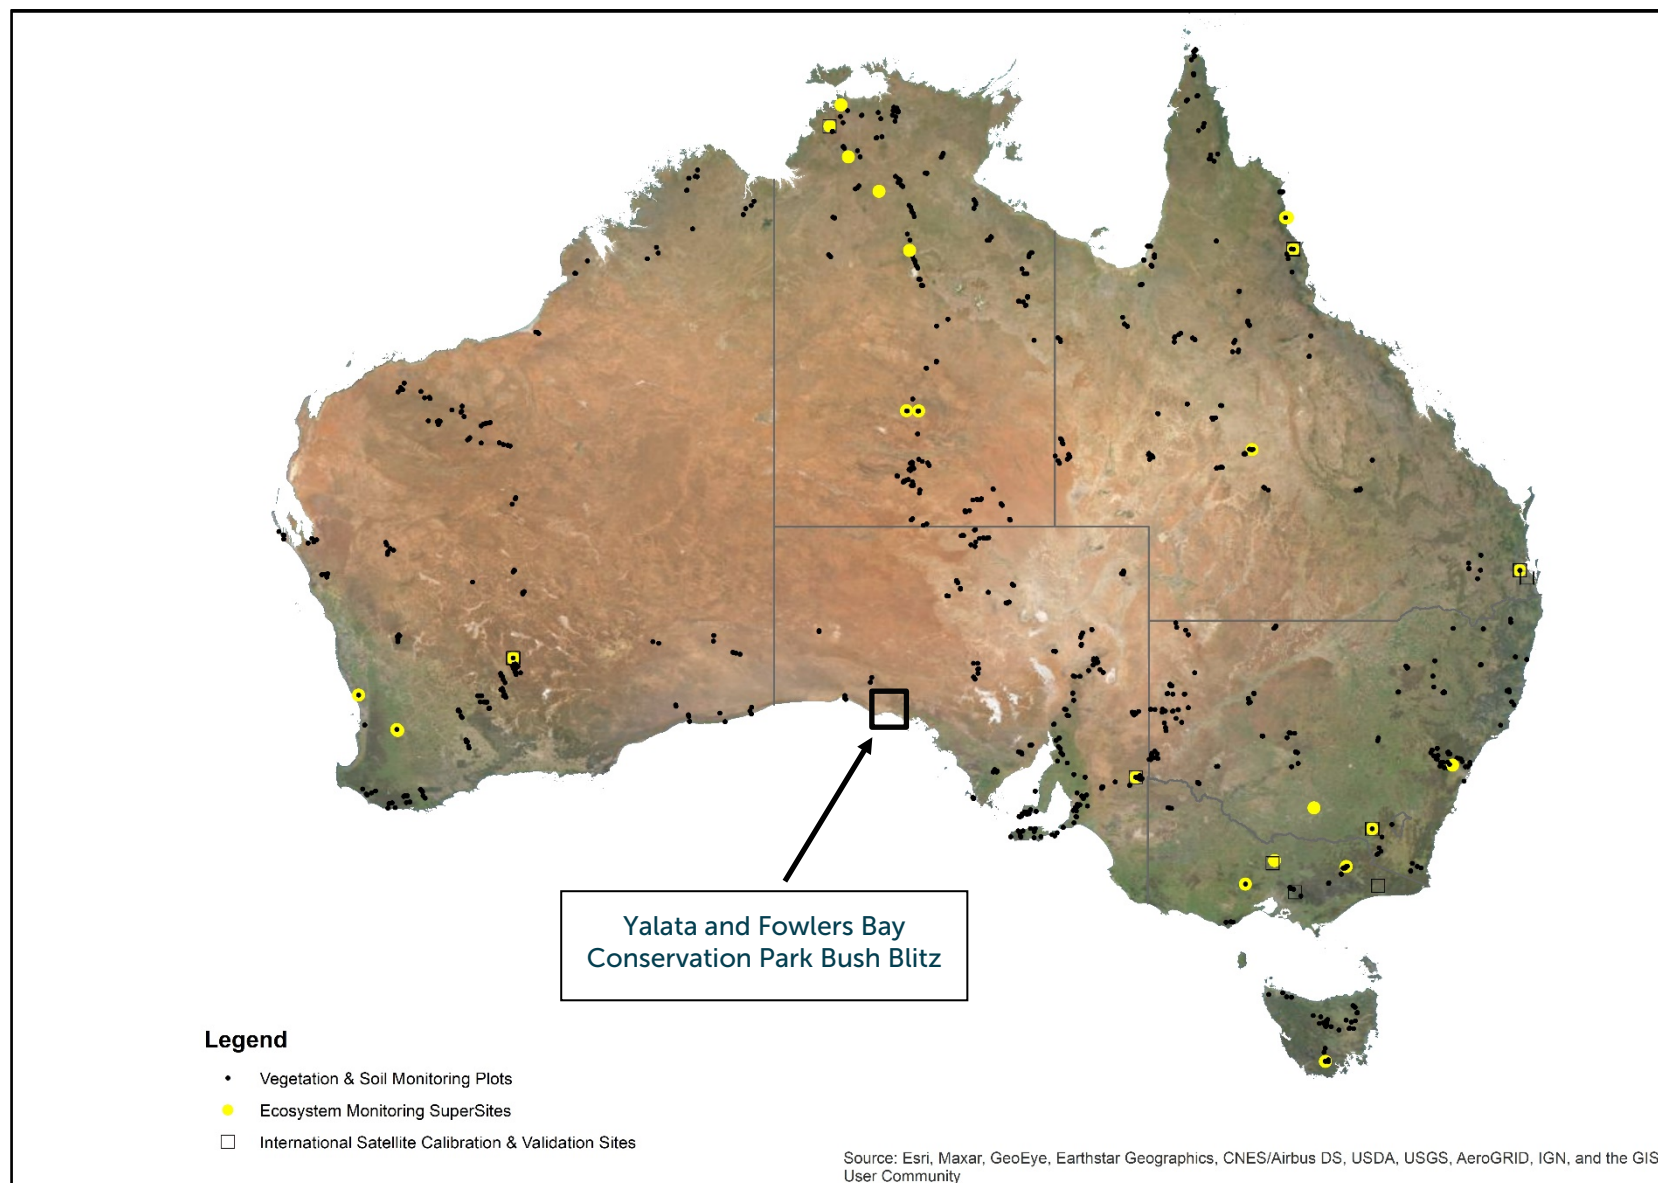 Yalata and Fowlers Bay
Conservation Park Bush Blitz
Legend
Vegetation & Soil Monitoring Plots
Ecosystem Monitoring SuperSites
International Satellite Calibration & Validation Sites
Source: Esri, Maxar, GeoEye, Earthstar Geographics, CNES/Airbus DS, USDA, USGS, AeroGRID, IGN, and the GIS
User Community